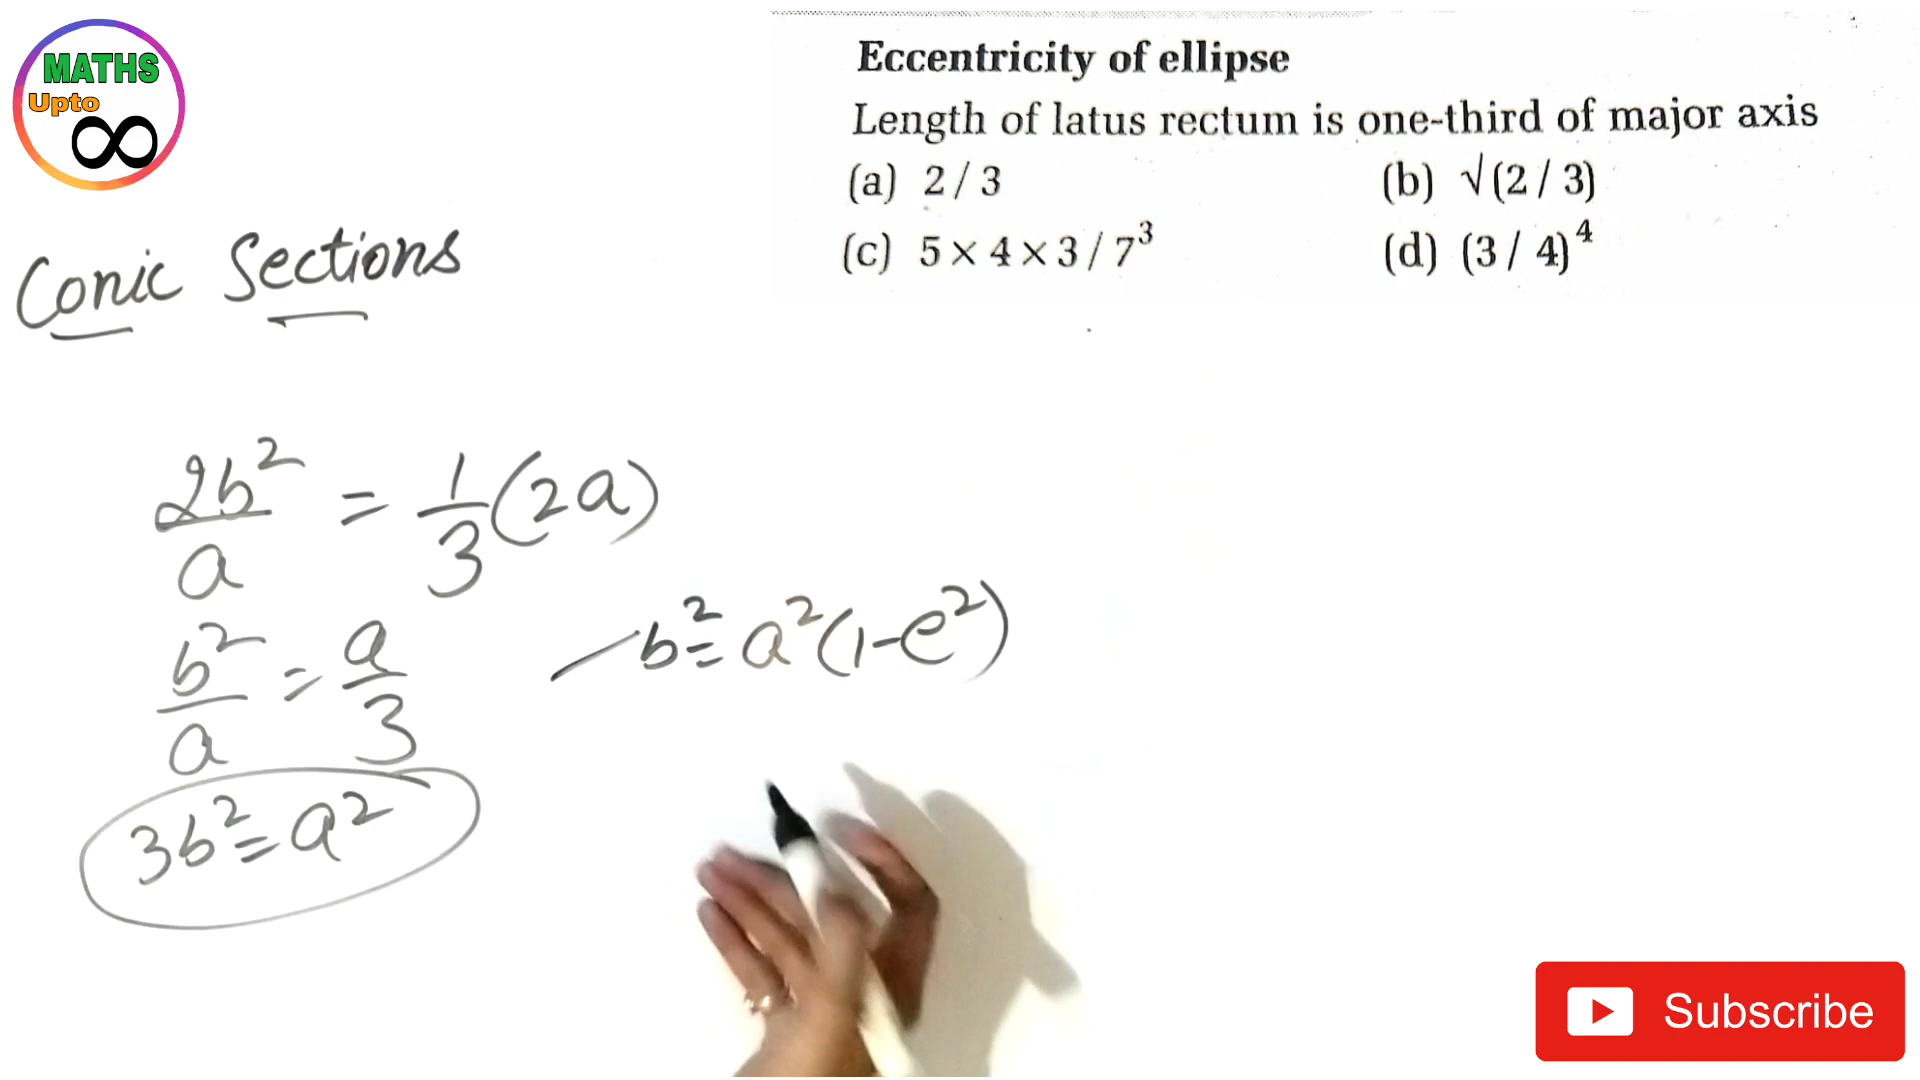 MATHS
Upto
∞
Eccentricity of ellipse
Length of latus rectum is one-third of major axis
(a) 2 / 3
(b) √(2 / 3)
(c) 5 × 4 × 3 / 7³
(d) (3 / 4)⁴
Conic Sections
2b²/a = 1/3 (2a)
b²/a = a/3
b² = a²(1-e²)
3b² = a²
Subscribe